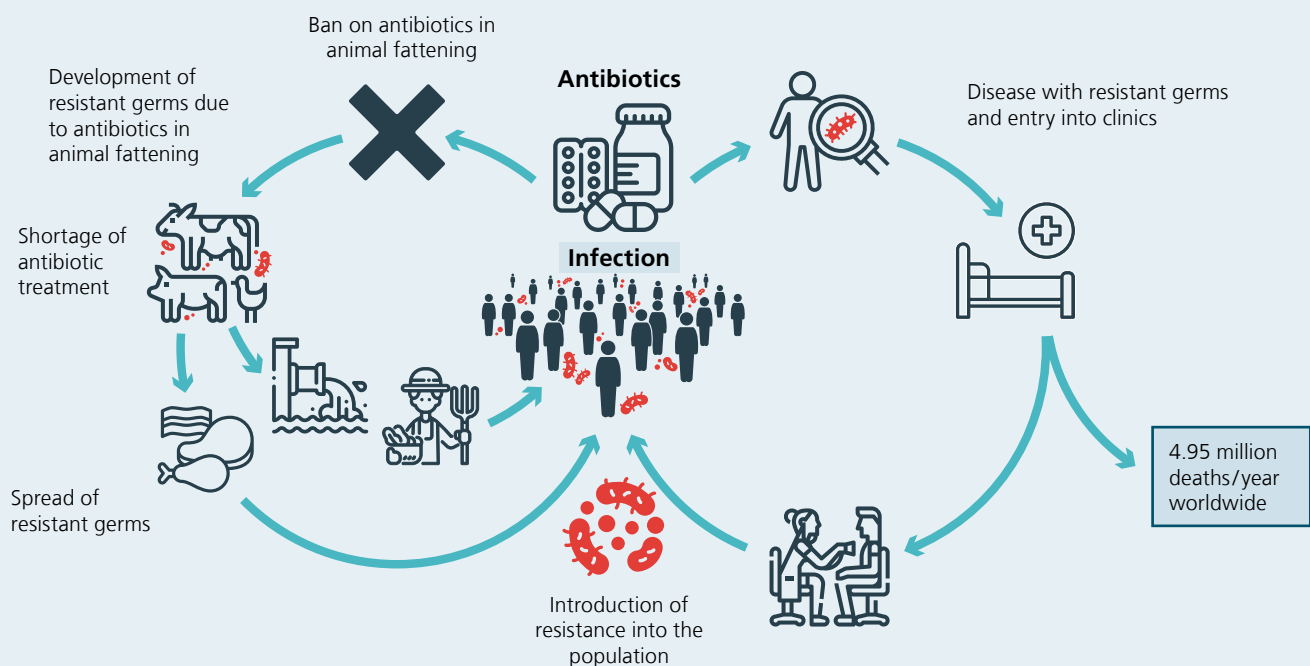 Ban on antibiotics in
animal fattening
Development of
resistant germs due
to antibiotics in
animal fattening
Antibiotics
Disease with resistant germs
and entry into clinics
Shortage of
antibiotic
treatment
Infection
4.95 million
deaths/year
worldwide
Spread of
resistant germs
Introduction of
resistance into the
population